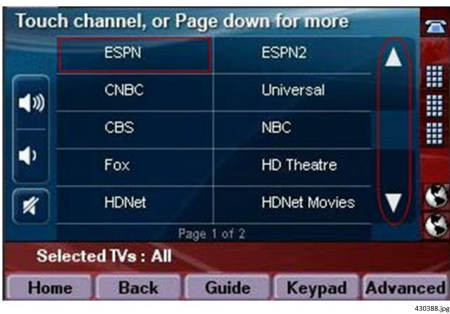 Touch channel, or Page down for more
ESPN ESPN2
CNBC Universal
CBS NBC
Fox HD Theatre
HDNet HDNet Movies
Page 1 of 2
Selected TVs : All
Home Back Guide Keypad Advanced
430388.jpg